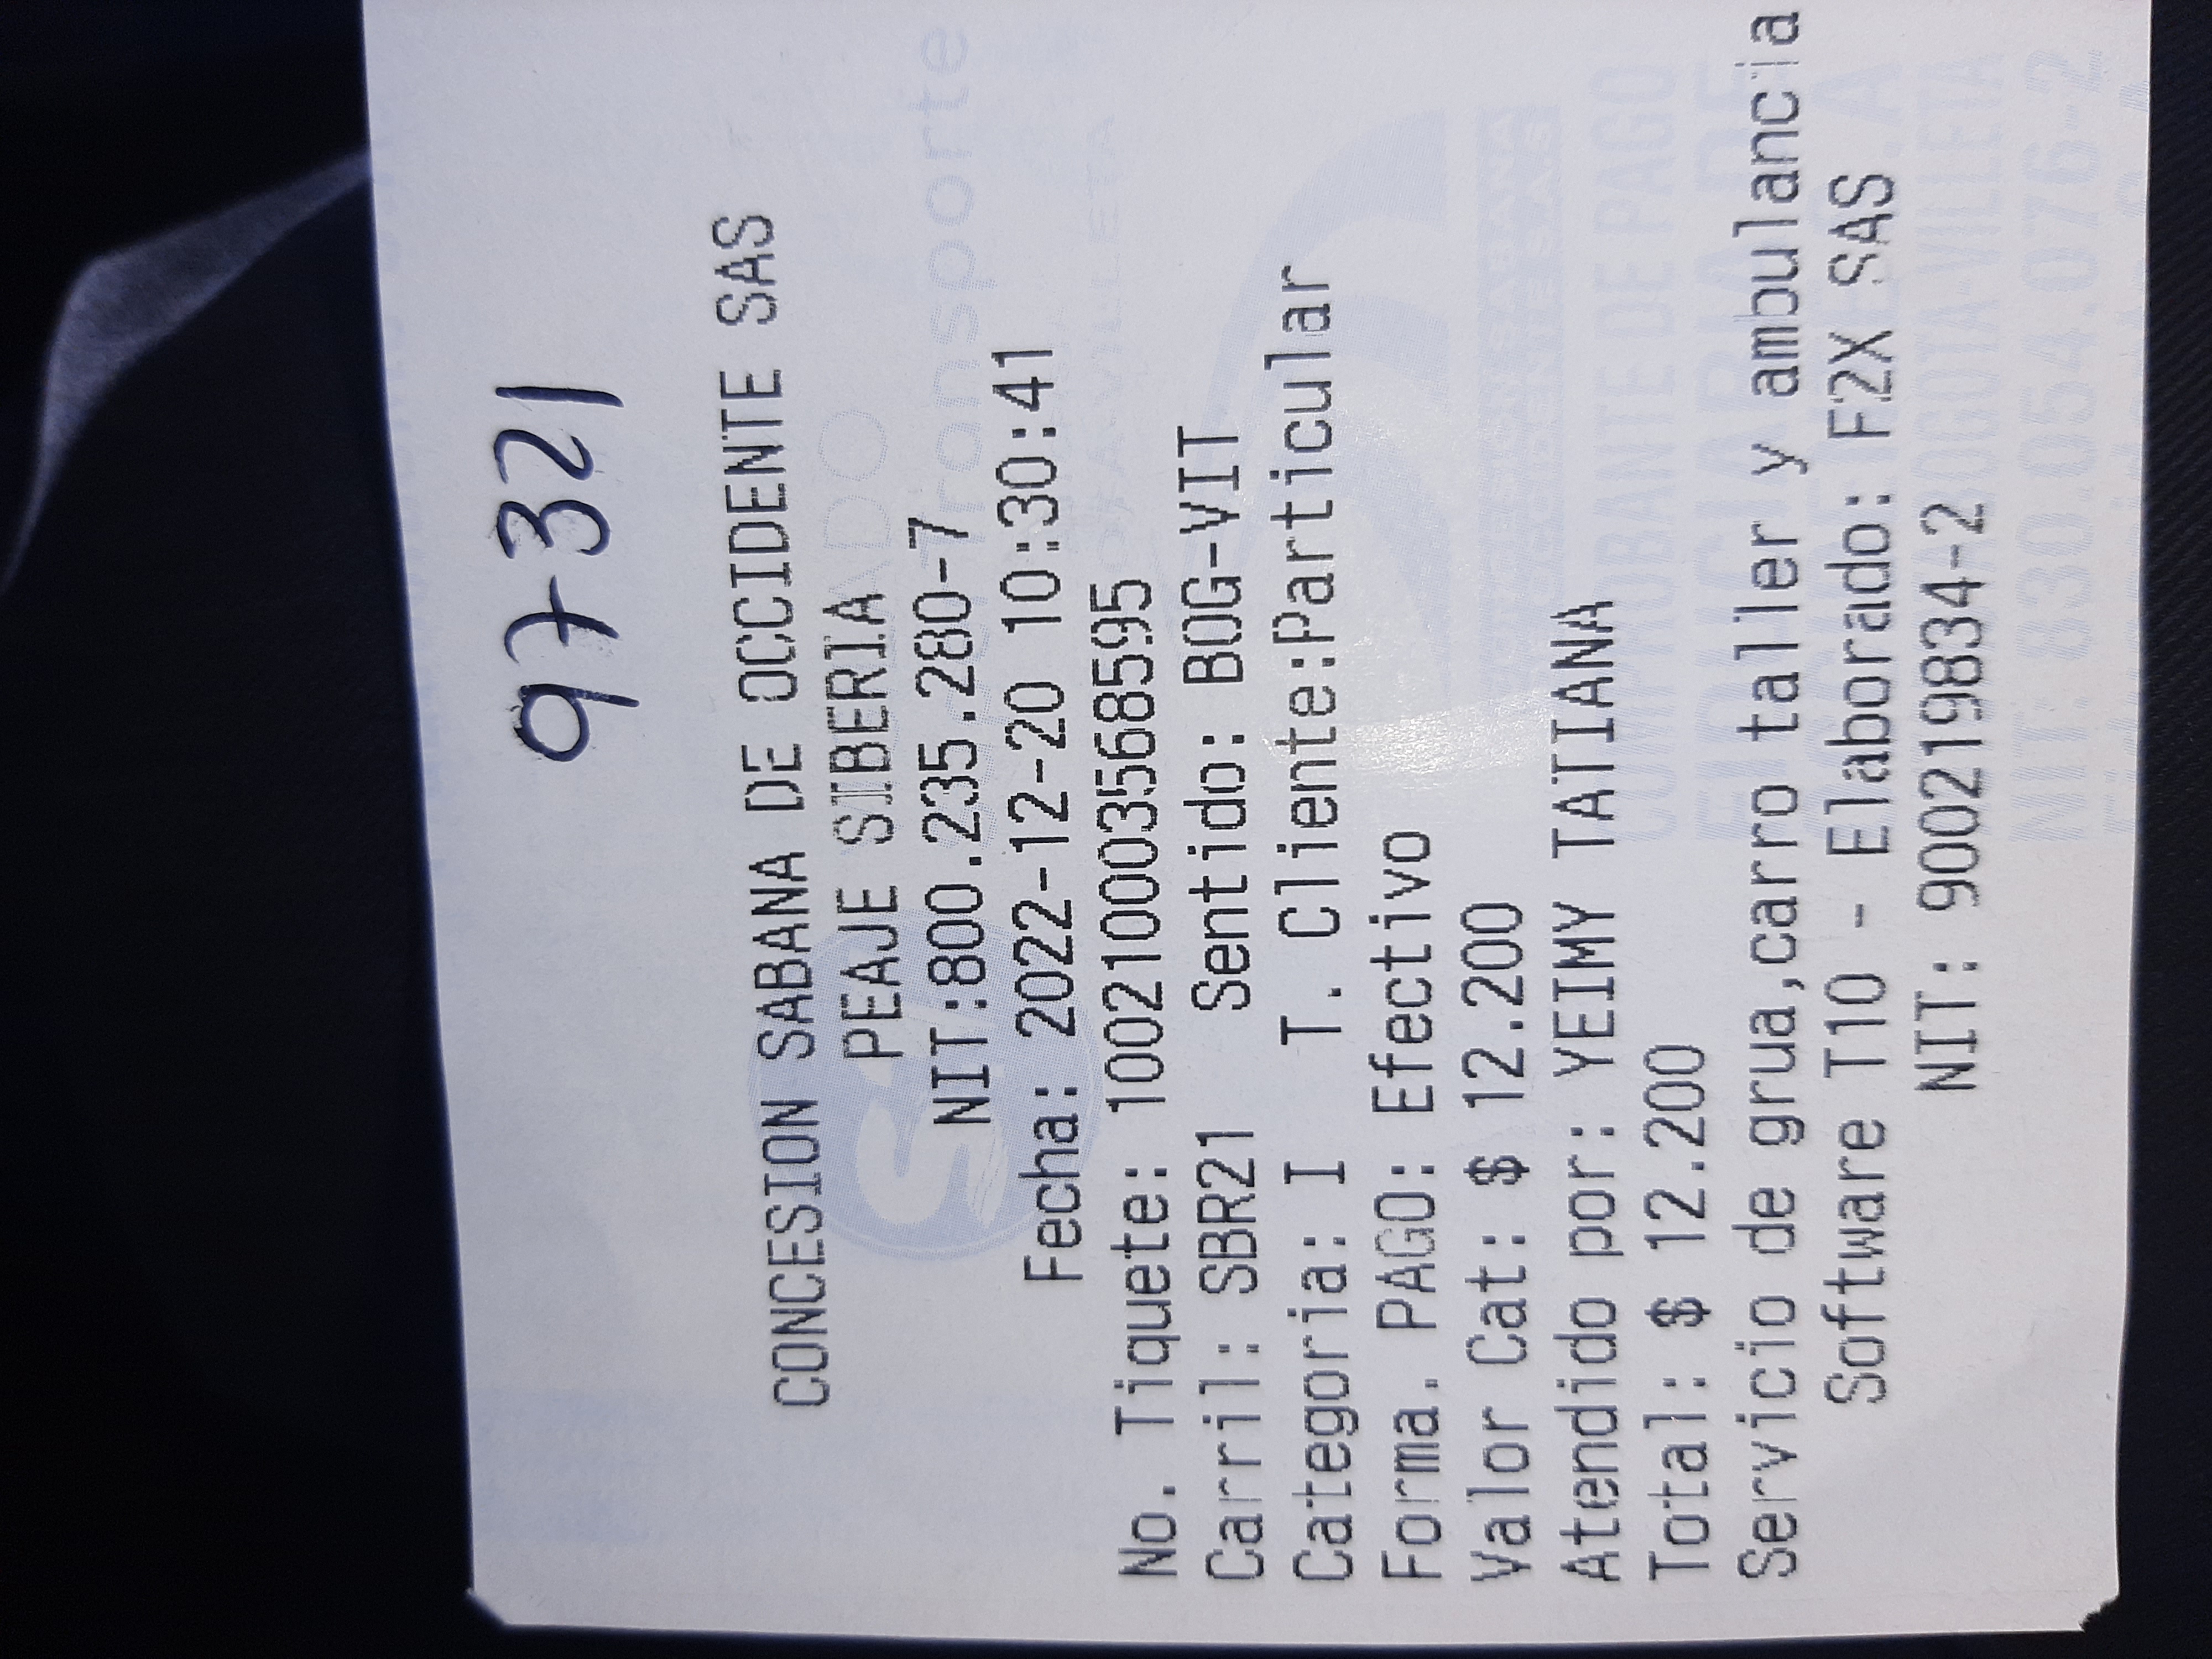 97321
CONCESION SABANA DE OCCIDENTE SAS
PEAJE SIBERIA
NIT:800.235.280-7
Fecha: 2022-12-20 10:30:41
No. Tiquete: 1002100035685​95
Carril: SBR21 Sentido: BOG-VIT
Categoria: I T. Cliente:Particular
Forma. PAGO: Efectivo
Valor Cat: $ 12.200
Atendido por: YEIMY TATIANA
Total: $ 12.200
Servicio de grua,carro taller y ambulancia
Software T10 - Elaborado: F2X SAS
NIT: 900219834-2